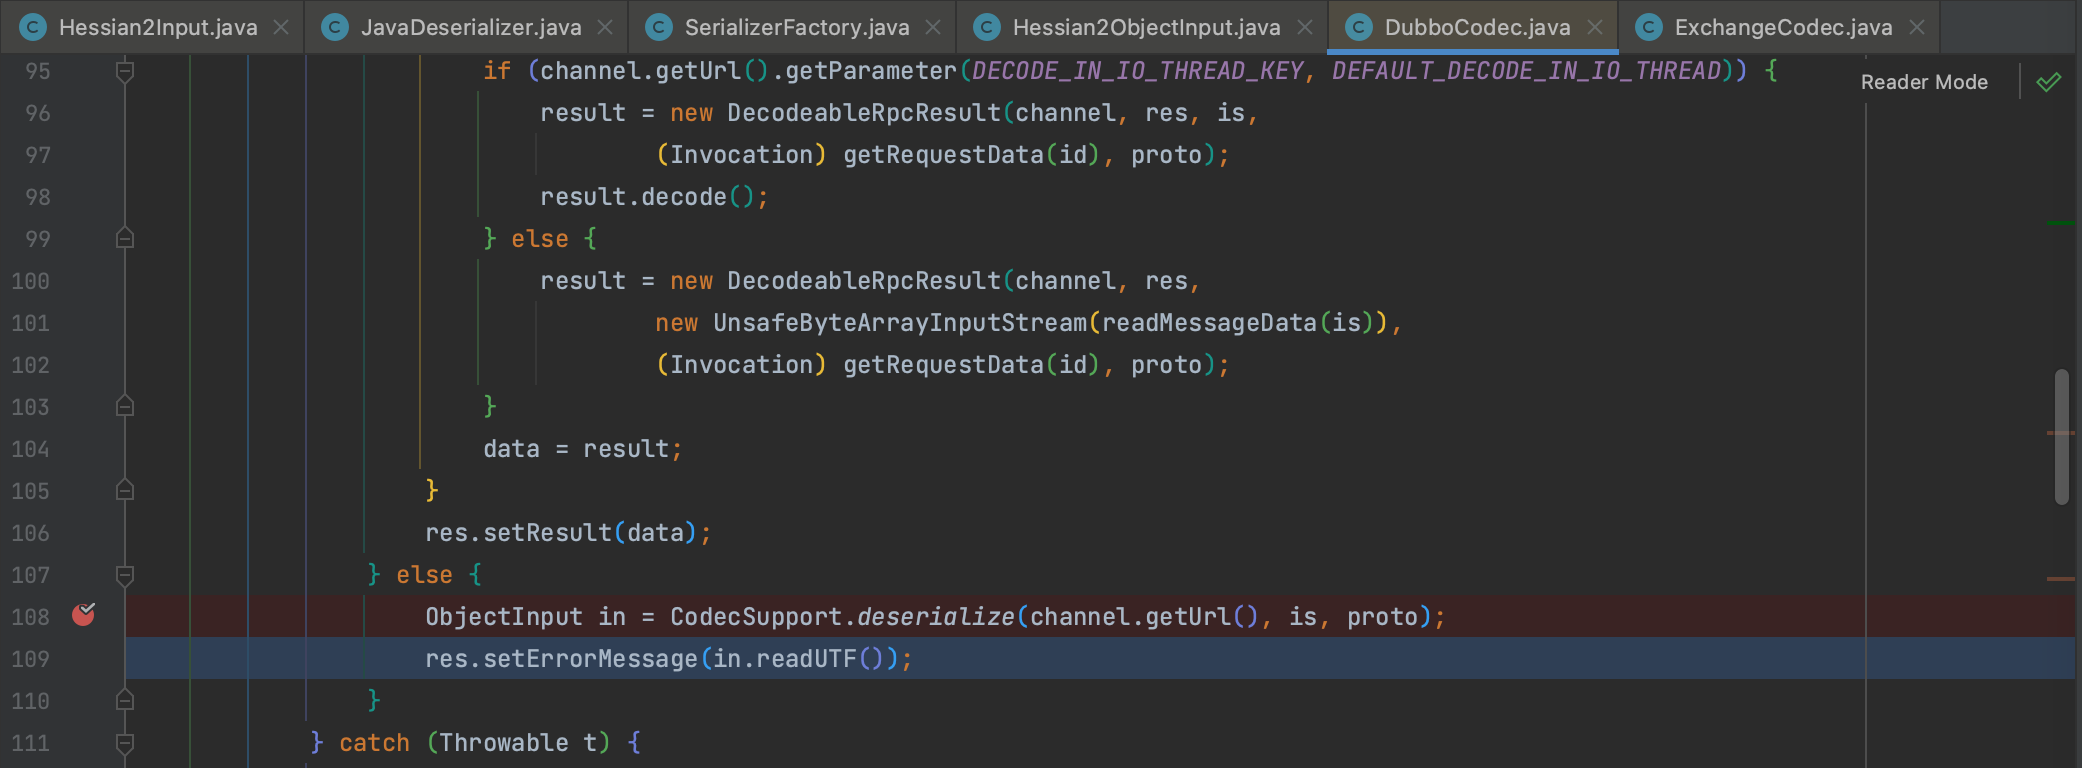 Hessian2Input.java JavaDeserializer.java SerializerFactory.java Hessian2ObjectInput.java DubboCodec.java ExchangeCodec.java
95 if (channel.getUrl().getParameter(DECODE_IN_IO_THREAD_KEY, DEFAULT_DECODE_IN_IO_THREAD)) {
Reader Mode
96 result = new DecodeableRpcResult(channel, res, is,
97 (Invocation) getRequestData(id), proto);
98 result.decode();
99 } else {
100 result = new DecodeableRpcResult(channel, res,
101 new UnsafeByteArrayInputStream(readMessageData(is)),
102 (Invocation) getRequestData(id), proto);
103 }
104 data = result;
105 }
106 res.setResult(data);
107 } else {
108 ObjectInput in = CodecSupport.deserialize(channel.getUrl(), is, proto);
109 res.setErrorMessage(in.readUTF());
110 }
111 } catch (Throwable t) {